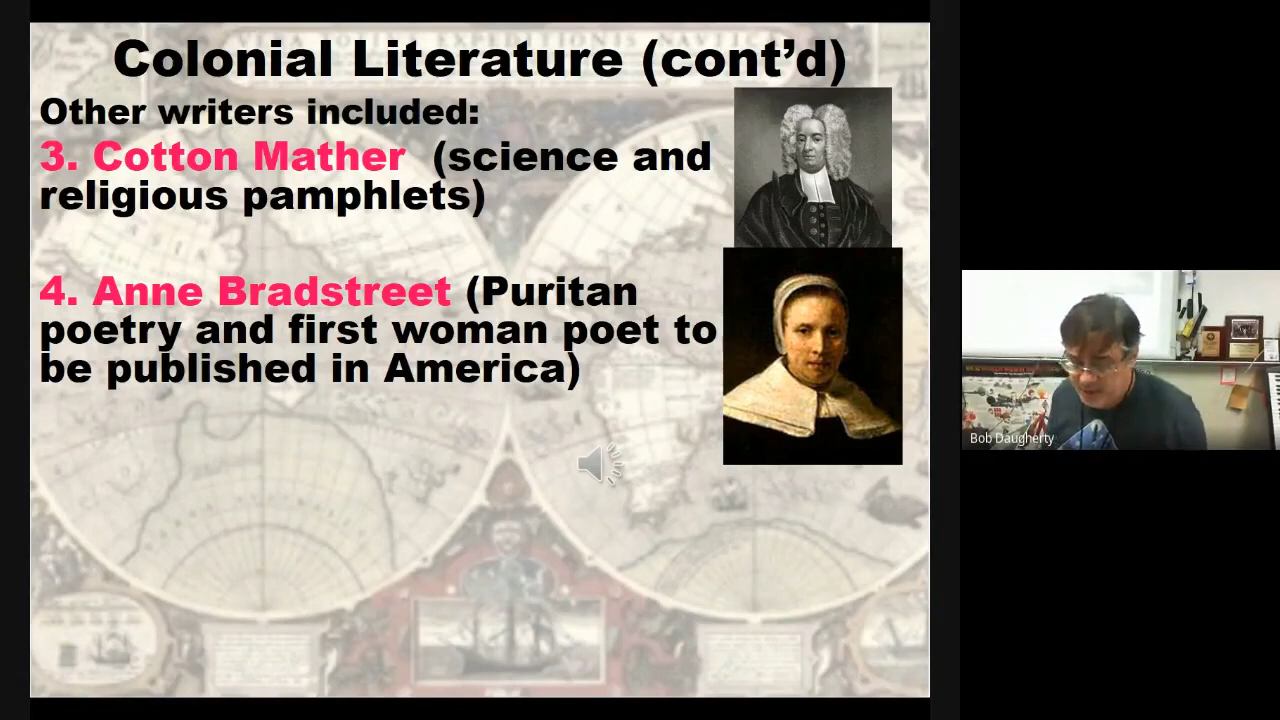 Colonial Literature (cont’d)
Other writers included:
3. Cotton Mather (science and
religious pamphlets)
4. Anne Bradstreet (Puritan
poetry and first woman poet to
be published in America)
Bob Daugherty